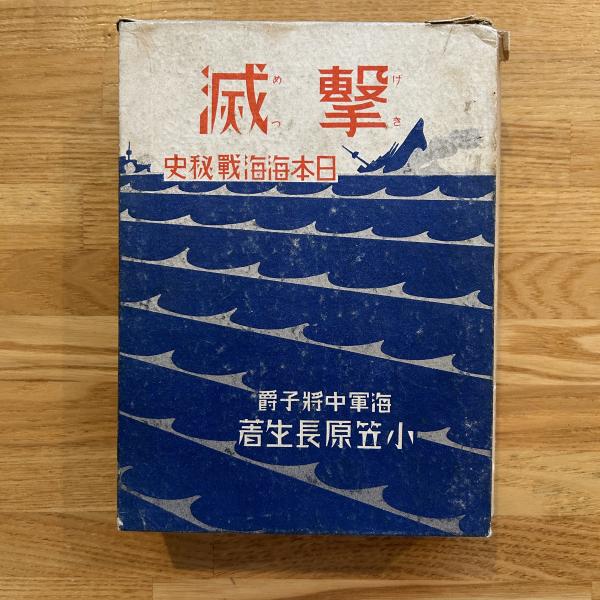 擊滅
げきめつ
日本海海戰秘史
海軍中將子爵
小笠原長生著